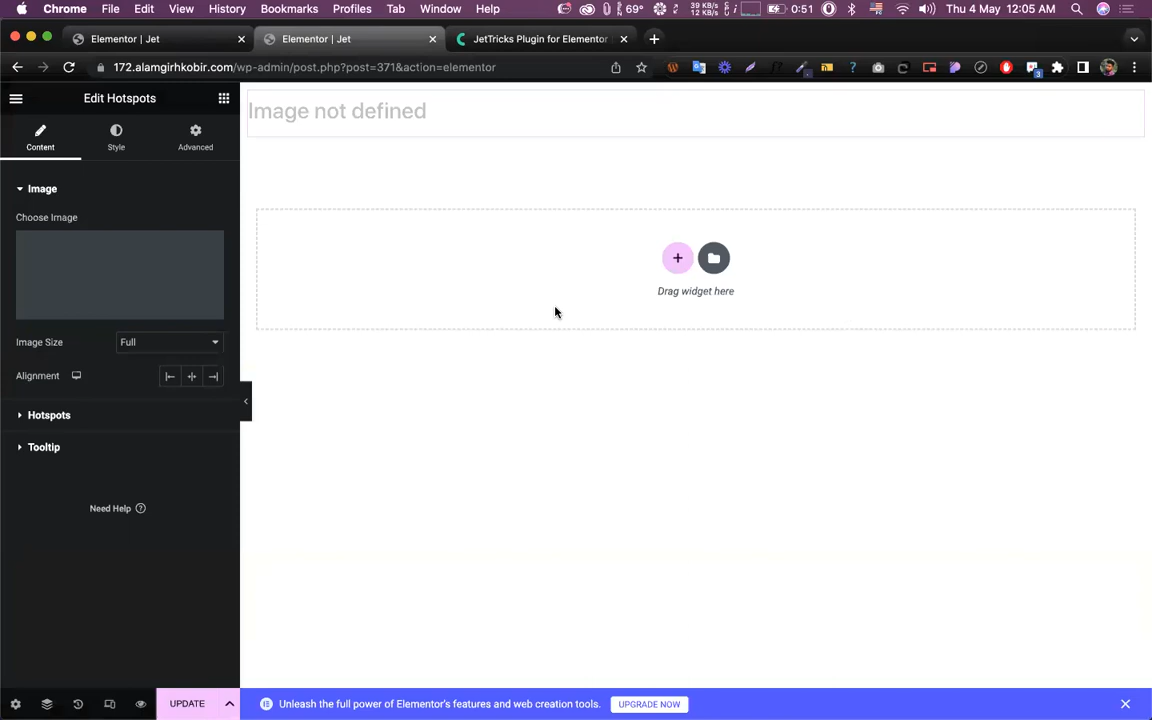 Chrome File Edit View History Bookmarks Profiles Tab Window Help 69° 39 KB/s 12 KB/s 0:51 Thu 4 May 12:05 AM
Elementor | Jet
Elementor | Jet
JetTricks Plugin for Elementor
172.alamgirhkobir.com/wp-admin/post.php?post=371&action=elementor
3
Edit Hotspots
Content
Style
Advanced
Image
Choose Image
Image Size
Full
Alignment
Hotspots
Tooltip
Need Help
UPDATE
Image not defined
Drag widget here
Unleash the full power of Elementor's features and web creation tools.
UPGRADE NOW